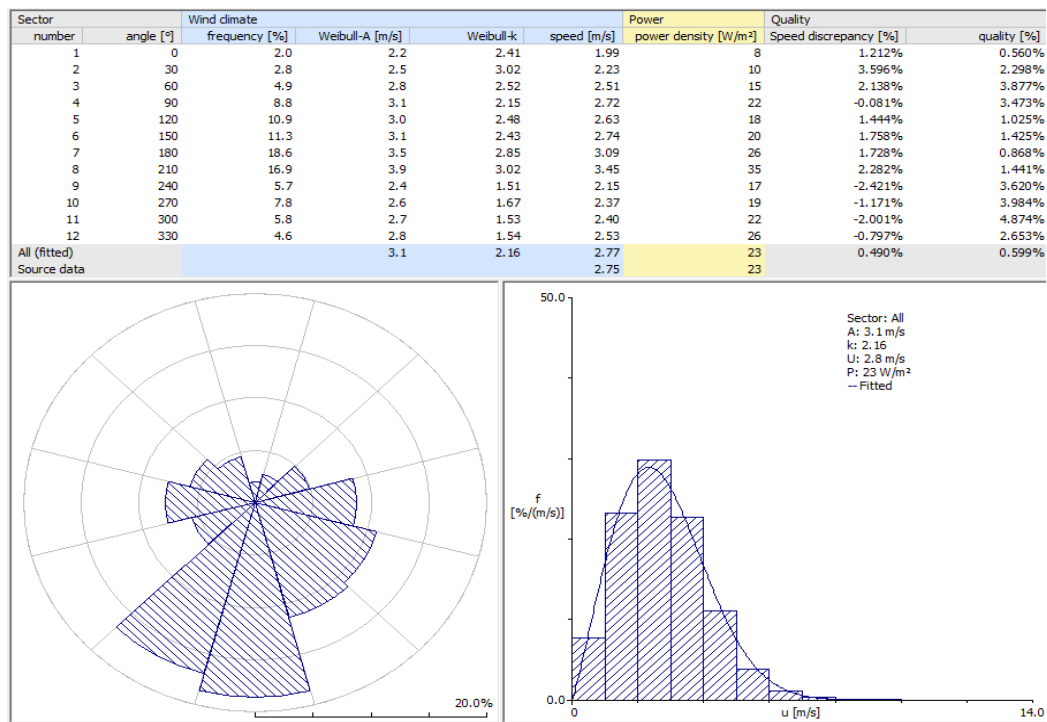 Sector Wind climate Power Quality
number angle [º] frequency [%] Weibull-A [m/s] Weibull-k speed [m/s] power density [W/m²] Speed discrepancy [%] quality [%]
1 0 2.0 2.2 2.41 1.99 8 1.212% 0.560%
2 30 2.8 2.5 3.02 2.23 10 3.596% 2.298%
3 60 4.9 2.8 2.52 2.51 15 2.138% 3.877%
4 90 8.8 3.1 2.15 2.72 22 -0.081% 3.473%
5 120 10.9 3.0 2.48 2.63 18 1.444% 1.025%
6 150 11.3 3.1 2.43 2.74 20 1.758% 1.425%
7 180 18.6 3.5 2.85 3.09 26 1.728% 0.868%
8 210 16.9 3.9 3.02 3.45 35 2.282% 1.441%
9 240 5.7 2.4 1.51 2.15 17 -2.421% 3.620%
10 270 7.8 2.6 1.67 2.37 19 -1.171% 3.984%
11 300 5.8 2.7 1.53 2.40 22 -2.001% 4.874%
12 330 4.6 2.8 1.54 2.53 26 -0.797% 2.653%
All (fitted) 3.1 2.16 2.77 23 0.490% 0.599%
Source data 2.75 23
20.0%
50.0
Sector: All
A: 3.1 m/s
k: 2.16
U: 2.8 m/s
P: 23 W/m²
-- Fitted
f
[%/(m/s)]
0.0
0 u [m/s] 14.0